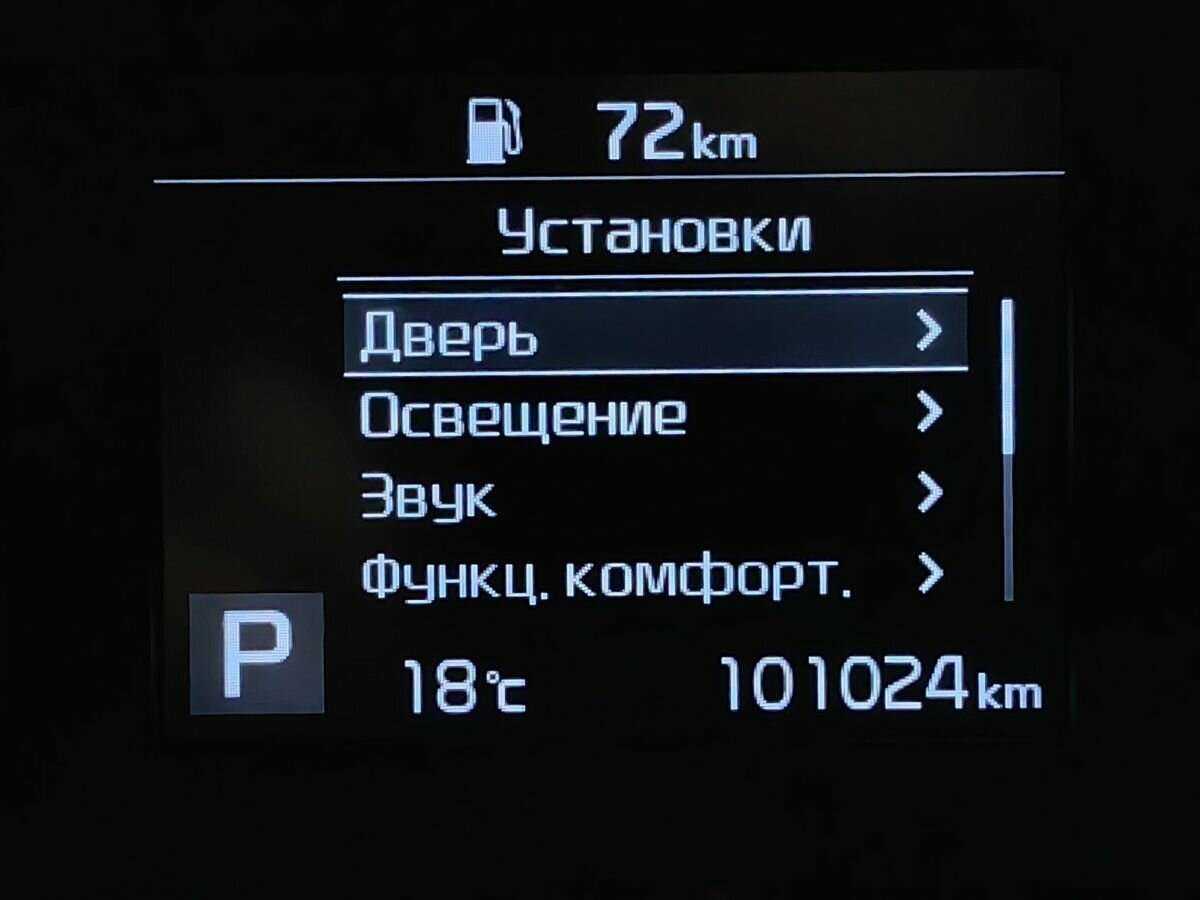 72km
Установки
Дверь
Освещение
Звук
Функц. комфорт.
P
18°C 101024km